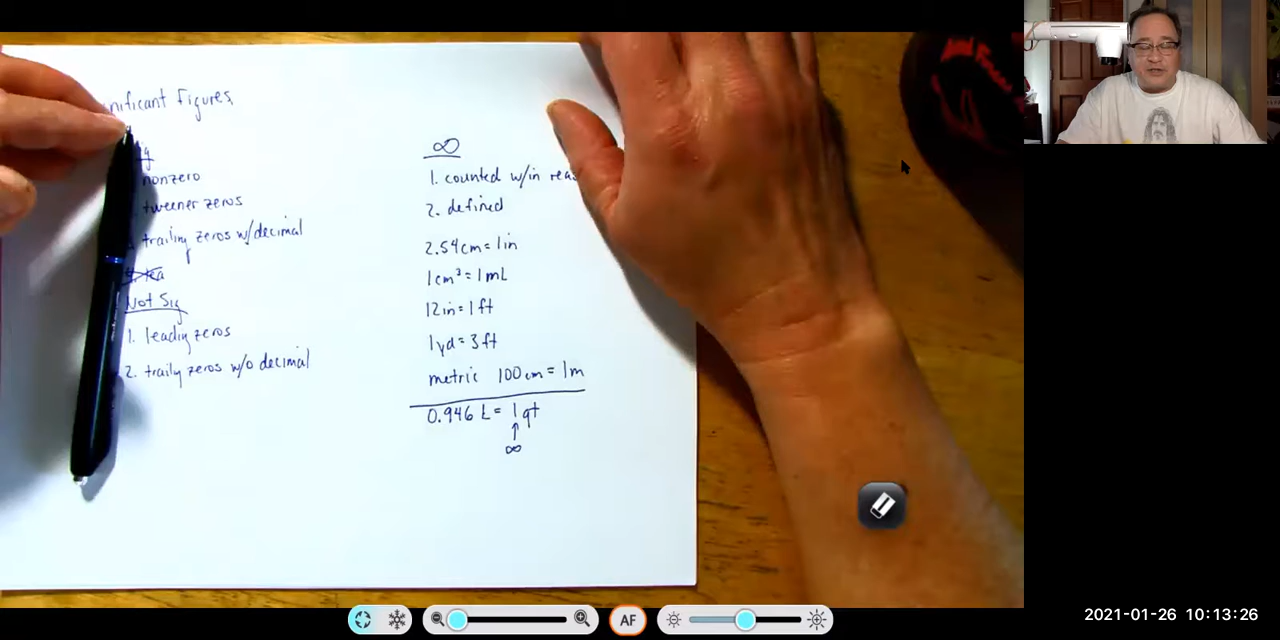 nificant Figures
ig
nonzero
tweener zeros
trailing zeros w/decimal
Not Sig
1. leading zeros
2. traily zeros w/o decimal
∞
1. counted w/in rea
2. defined
2.54cm = 1in
1cm³ = 1mL
12in = 1ft
1yd = 3ft
metric 100cm = 1m
0.946 L = 1qt
↑
∞
AF
2021-01-26 10:13:26